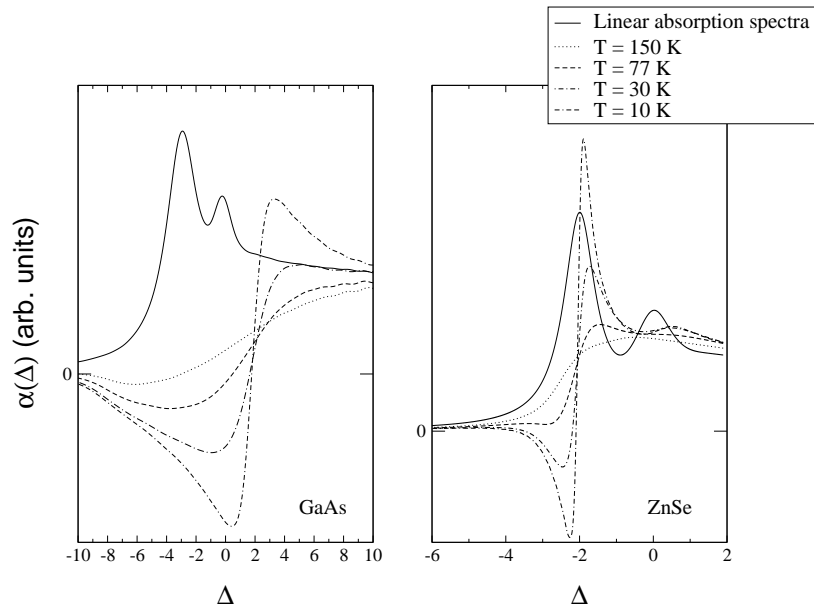 Linear absorption spectra
T = 150 K
T = 77 K
T = 30 K
T = 10 K
α(Δ) (arb. units)
0
GaAs
-10 -8 -6 -4 -2 0 2 4 6 8 10
Δ
0
ZnSe
-6 -4 -2 0 2
Δ